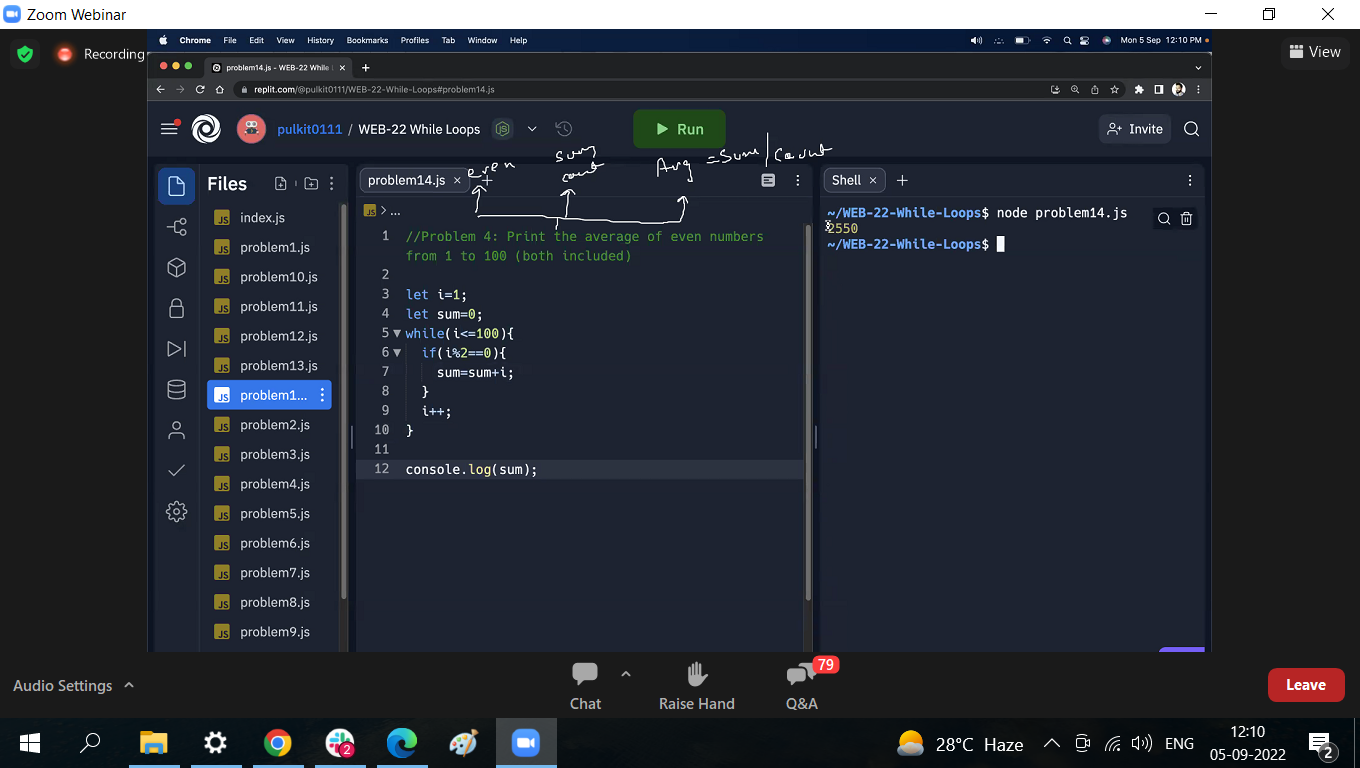 Zoom Webinar
Recording
View
Chrome File Edit View History Bookmarks Profiles Tab Window Help
Mon 5 Sep 12:10 PM
problem14.js - WEB-22 While
replit.com/@pulkit0111/WEB-22-While-Loops#problem14.js
pulkit0111 / WEB-22 While Loops
Run
Invite
even
sum
cout
Avg = Sum / Count
Files
index.js
problem1.js
problem10.js
problem11.js
problem12.js
problem13.js
problem1...
problem2.js
problem3.js
problem4.js
problem5.js
problem6.js
problem7.js
problem8.js
problem9.js
problem14.js ×
JS > ...
1 //Problem 4: Print the average of even numbers
from 1 to 100 (both included)
2
3 let i=1;
4 let sum=0;
5 while(i<=100){
6 if(i%2==0){
7 sum=sum+i;
8 }
9 i++;
10 }
11
12 console.log(sum);
Shell × +
~/WEB-22-While-Loops$ node problem14.js
2550
~/WEB-22-While-Loops$
Audio Settings
Chat
Raise Hand
79
Q&A
Leave
2
28°C Haze
ENG
12:10
05-09-2022
2